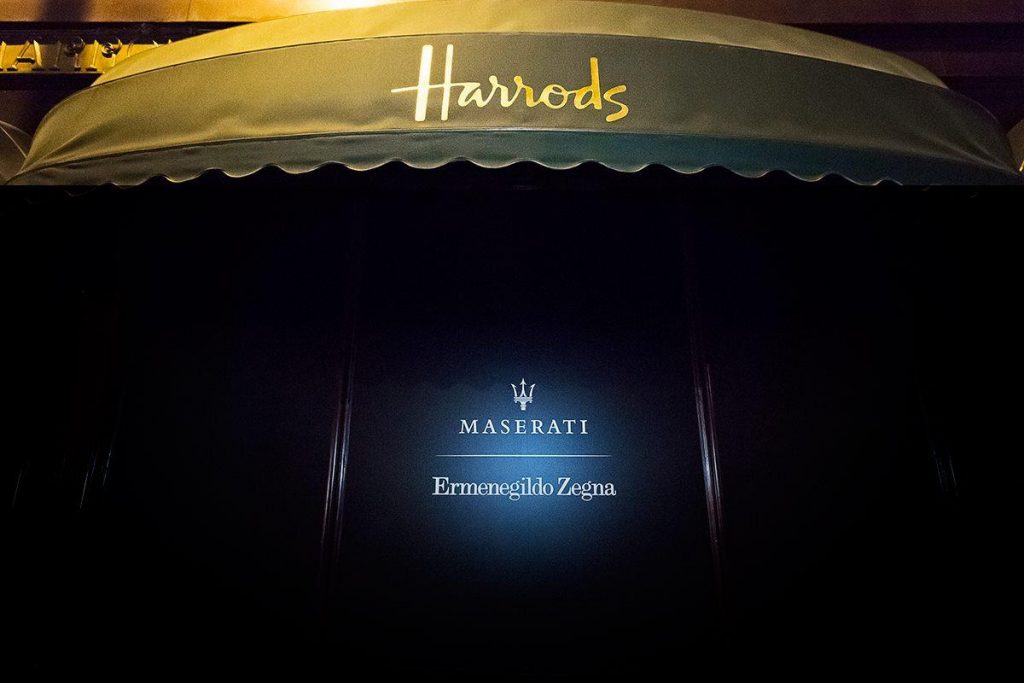 Harrods
MASERATI
Ermenegildo Zegna